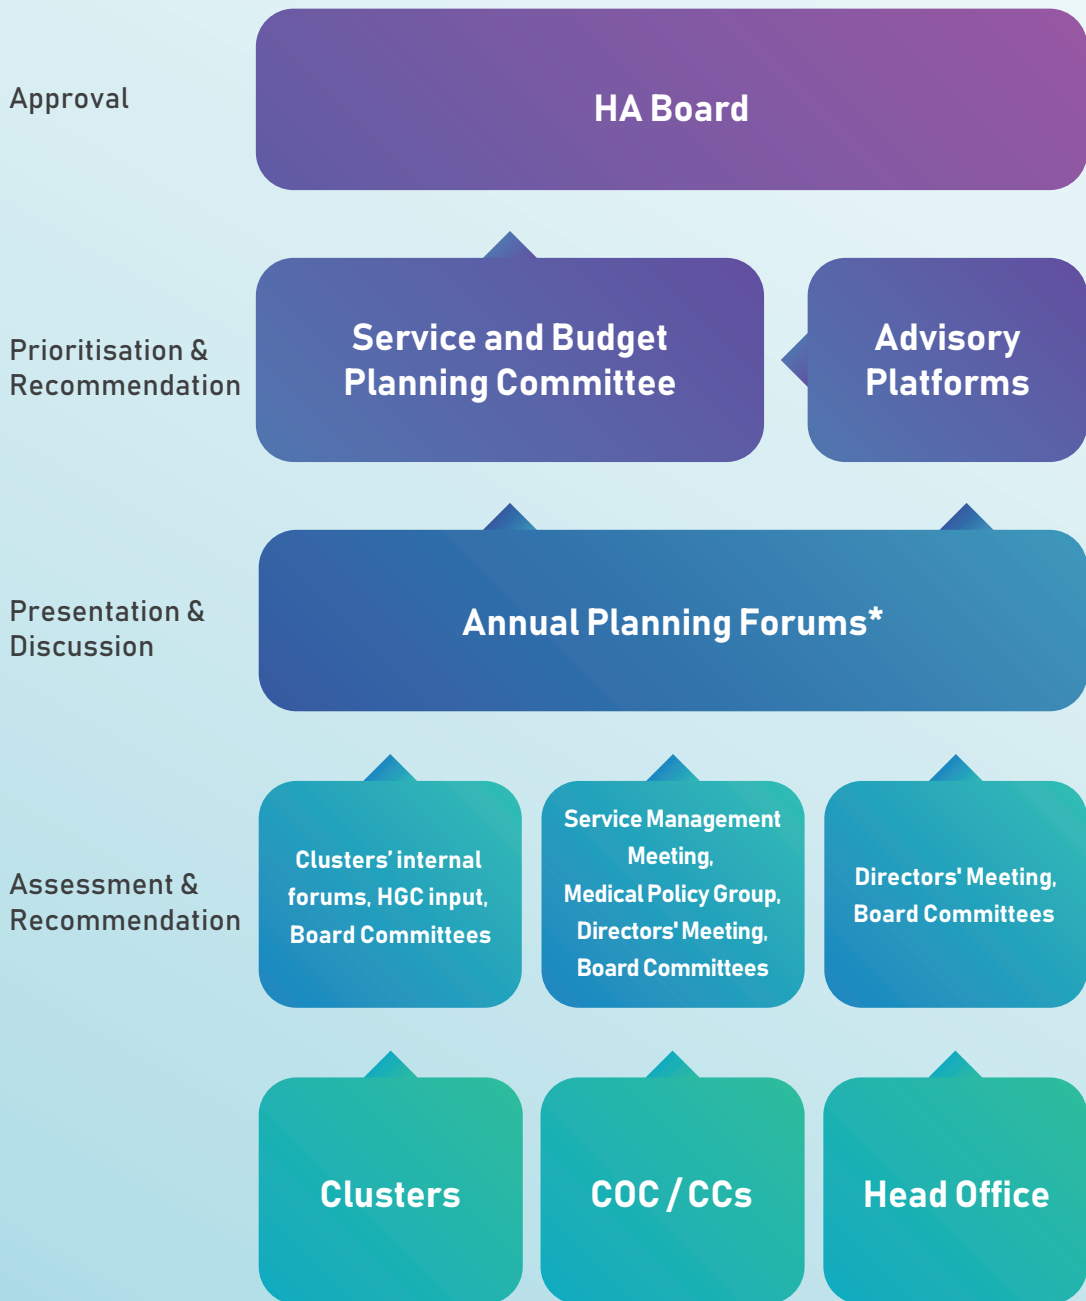 Approval
HA Board
Prioritisation &
Recommendation
Service and Budget
Planning Committee
Advisory
Platforms
Presentation &
Discussion
Annual Planning Forums*
Assessment &
Recommendation
Clusters’ internal
forums, HGC input,
Board Committees
Service Management
Meeting,
Medical Policy Group,
Directors' Meeting,
Board Committees
Directors' Meeting,
Board Committees
Clusters
COC / CCs
Head Office